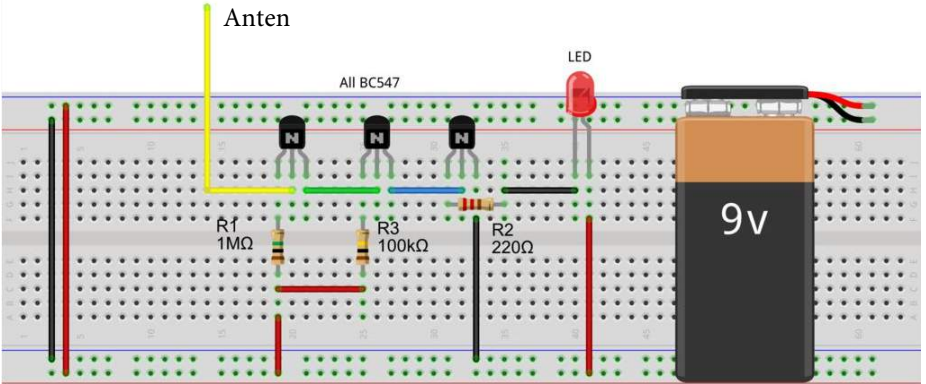 Anten
LED
All BC547
N
N
N
R1
1MΩ
R3
100kΩ
R2
220Ω
9v